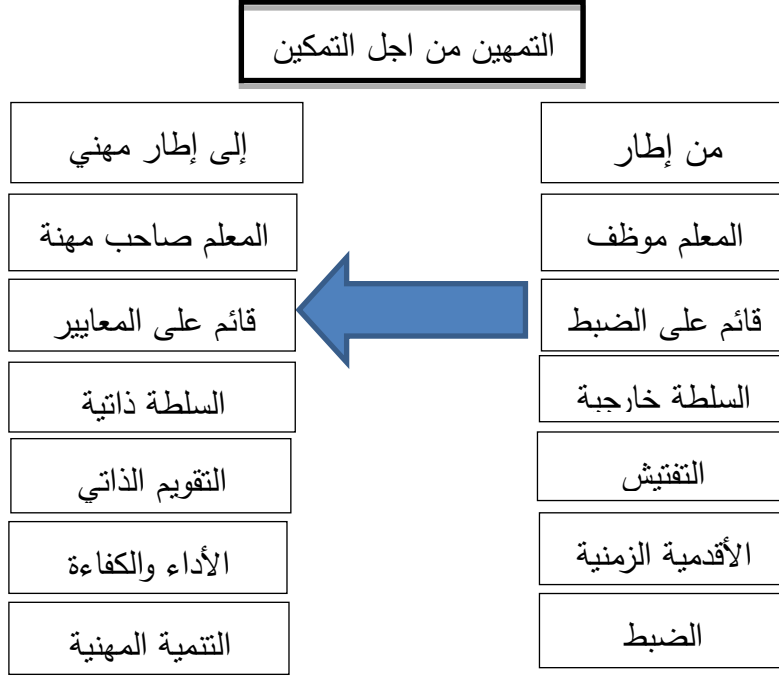 التمهين من اجل التمكين
من إطار
إلى إطار مهني
المعلم موظف
المعلم صاحب مهنة
قائم على الضبط
قائم على المعايير
السلطة خارجية
السلطة ذاتية
التفتيش
التقويم الذاتي
الأقدمية الزمنية
الأداء والكفاءة
الضبط
التنمية المهنية